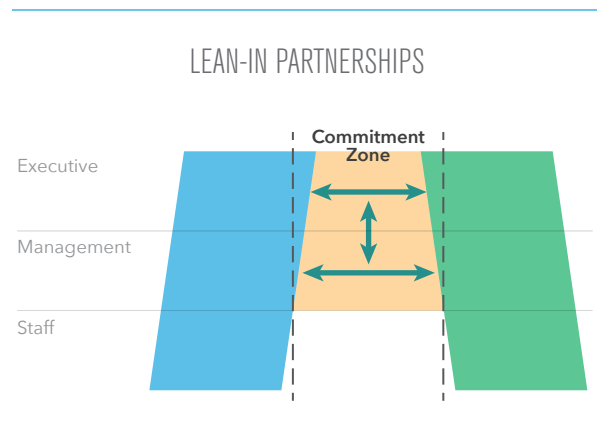 LEAN-IN PARTNERSHIPS
Commitment
Zone
Executive
Management
Staff